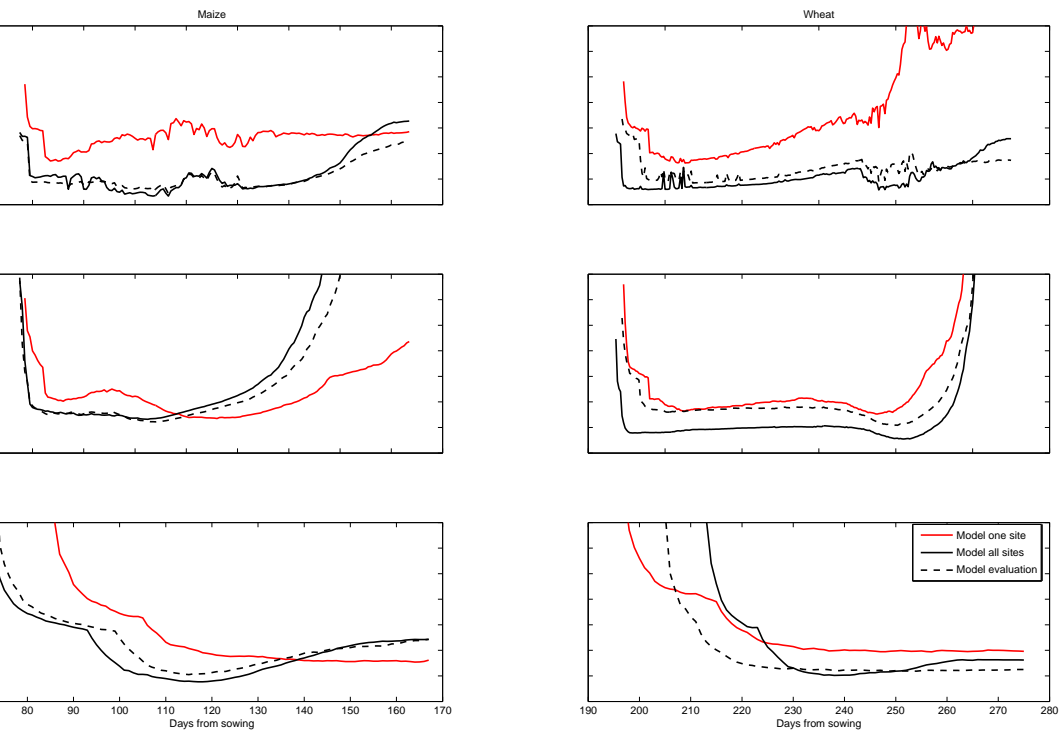 Maize
Wheat
Model one site
Model all sites
Model evaluation
80 90 100 110 120 130 140 150 160 170
Days from sowing
190 200 210 220 230 240 250 260 270 280
Days from sowing